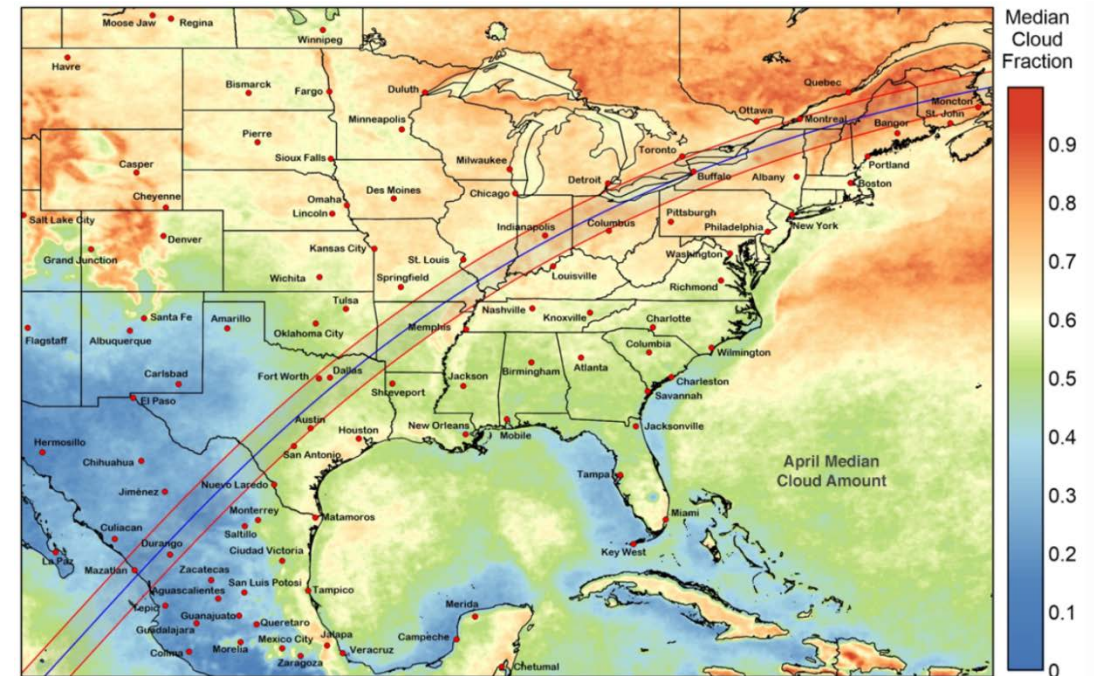 Moose Jaw
Regina
Winnipeg
Median
Cloud
Fraction
Havre
Bismarck
Fargo
Duluth
Quebec
Ottawa
Montreal
Moncton
St. John
Bangor
Minneapolis
Pierre
Sioux Falls
Toronto
Portland
Casper
Milwaukee
Detroit
Buffalo
Albany
Boston
Cheyenne
Omaha
Lincoln
Des Moines
Chicago
Salt Lake City
Denver
Grand Junction
Indianapolis
Columbus
Pittsburgh
Philadelphia
New York
Kansas City
St. Louis
Washington
Wichita
Springfield
Louisville
Richmond
Tulsa
Santa Fe
Amarillo
Oklahoma City
Memphis
Nashville
Knoxville
Charlotte
Flagstaff
Albuquerque
Columbia
Wilmington
Carlsbad
Fort Worth
Dallas
Shreveport
Jackson
Birmingham
Atlanta
Charleston
Savannah
El Paso
Austin
Houston
New Orleans
Mobile
Jacksonville
Hermosillo
Chihuahua
San Antonio
April Median
Cloud Amount
Tampa
Jiménez
Nuevo Laredo
Monterrey
Matamoros
Miami
Culiacan
Saltillo
Durango
Ciudad Victoria
Key West
La Paz
Mazatlan
Zacatecas
San Luis Potosi
Tampico
Aguascalientes
Tepic
Guanajuato
Queretaro
Merida
Guadalajara
Mexico City
Jalapa
Campeche
Colima
Morelia
Zaragoza
Veracruz
Chetumal
0.9
0.8
0.7
0.6
0.5
0.4
0.3
0.2
0.1
0